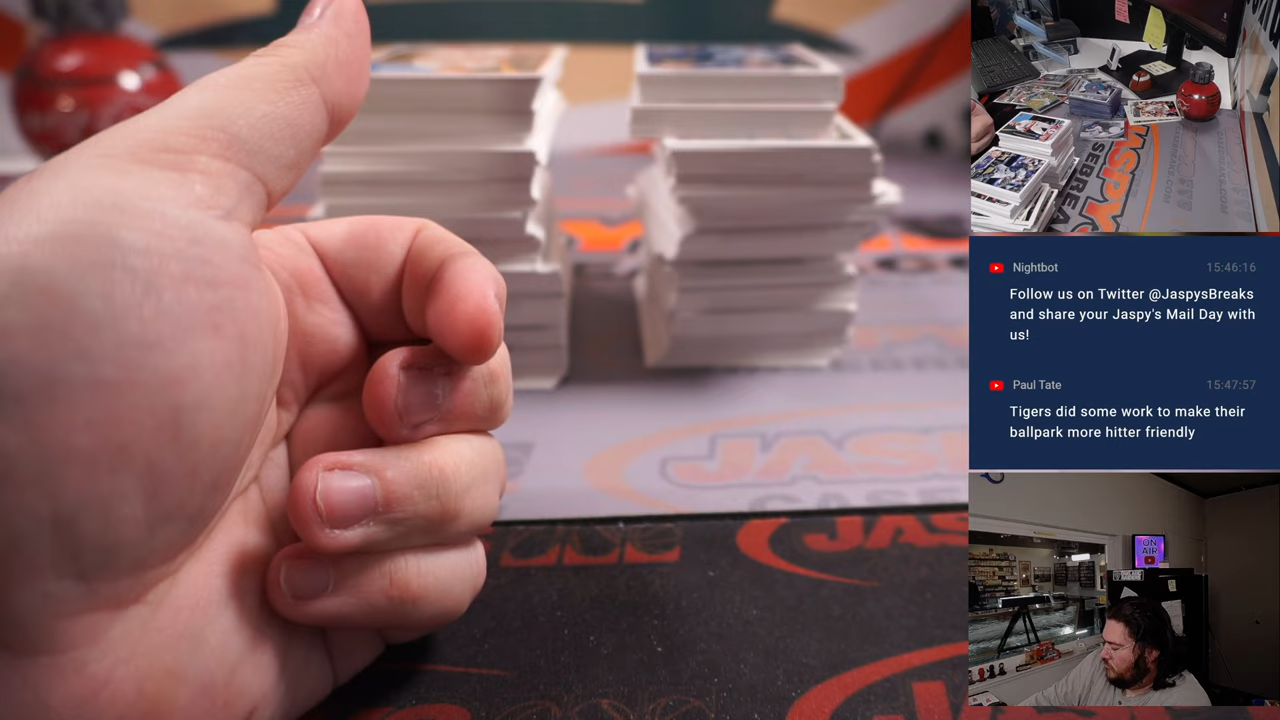 Nightbot 15:46:16
Follow us on Twitter @JaspysBreaks
and share your Jaspy's Mail Day with
us!
Paul Tate 15:47:57
Tigers did some work to make their
ballpark more hitter friendly
ON
AIR
JASPY
JAS